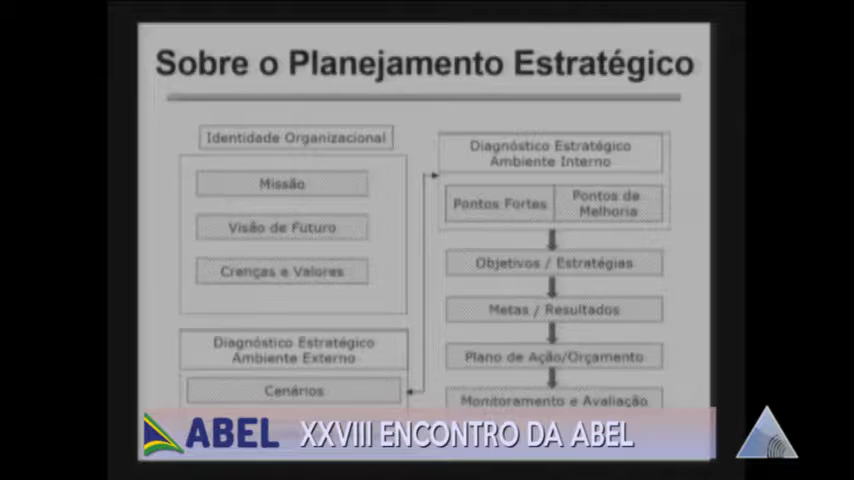 Sobre o Planejamento Estratégico
Identidade Organizacional
Missão
Visão de Futuro
Crenças e Valores
Diagnóstico Estratégico
Ambiente Externo
Cenários
Diagnóstico Estratégico
Ambiente Interno
Pontos Fortes
Pontos de
Melhoria
Objetivos / Estratégias
Metas / Resultados
Plano de Ação/Orçamento
Monitoramento e Avaliação
ABEL XXVIII ENCONTRO DA ABEL